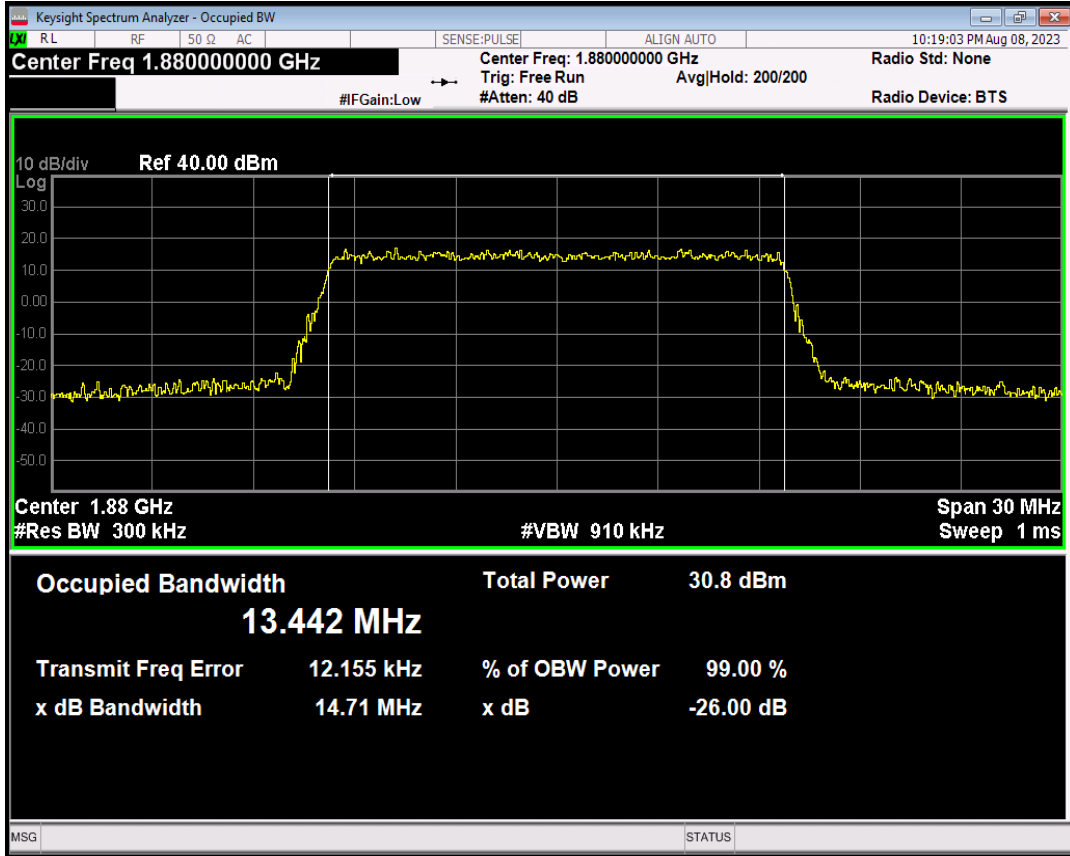 Keysight Spectrum Analyzer - Occupied BW
LXI RL RF 50 Ω AC SENSE:PULSE ALIGN AUTO 10:19:03 PM Aug 08, 2023
Center Freq 1.880000000 GHz Center Freq: 1.880000000 GHz Radio Std: None
Trig: Free Run Avg|Hold: 200/200
#IFGain:Low #Atten: 40 dB Radio Device: BTS
10 dB/div Ref 40.00 dBm
Log
30.0
20.0
10.0
0.00
-10.0
-20.0
-30.0
-40.0
-50.0
Center 1.88 GHz Span 30 MHz
#Res BW 300 kHz #VBW 910 kHz Sweep 1 ms
Occupied Bandwidth Total Power 30.8 dBm
13.442 MHz
Transmit Freq Error 12.155 kHz % of OBW Power 99.00 %
x dB Bandwidth 14.71 MHz x dB -26.00 dB
MSG STATUS